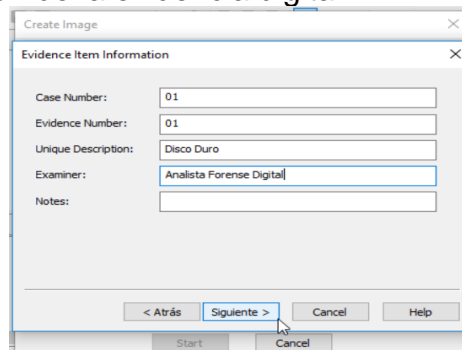 Create Image
Evidence Item Information
Case Number: 01
Evidence Number: 01
Unique Description: Disco Duro
Examiner: Analista Forense Digital
Notes:
< Atrás Siguiente > Cancel Help
Start Cancel